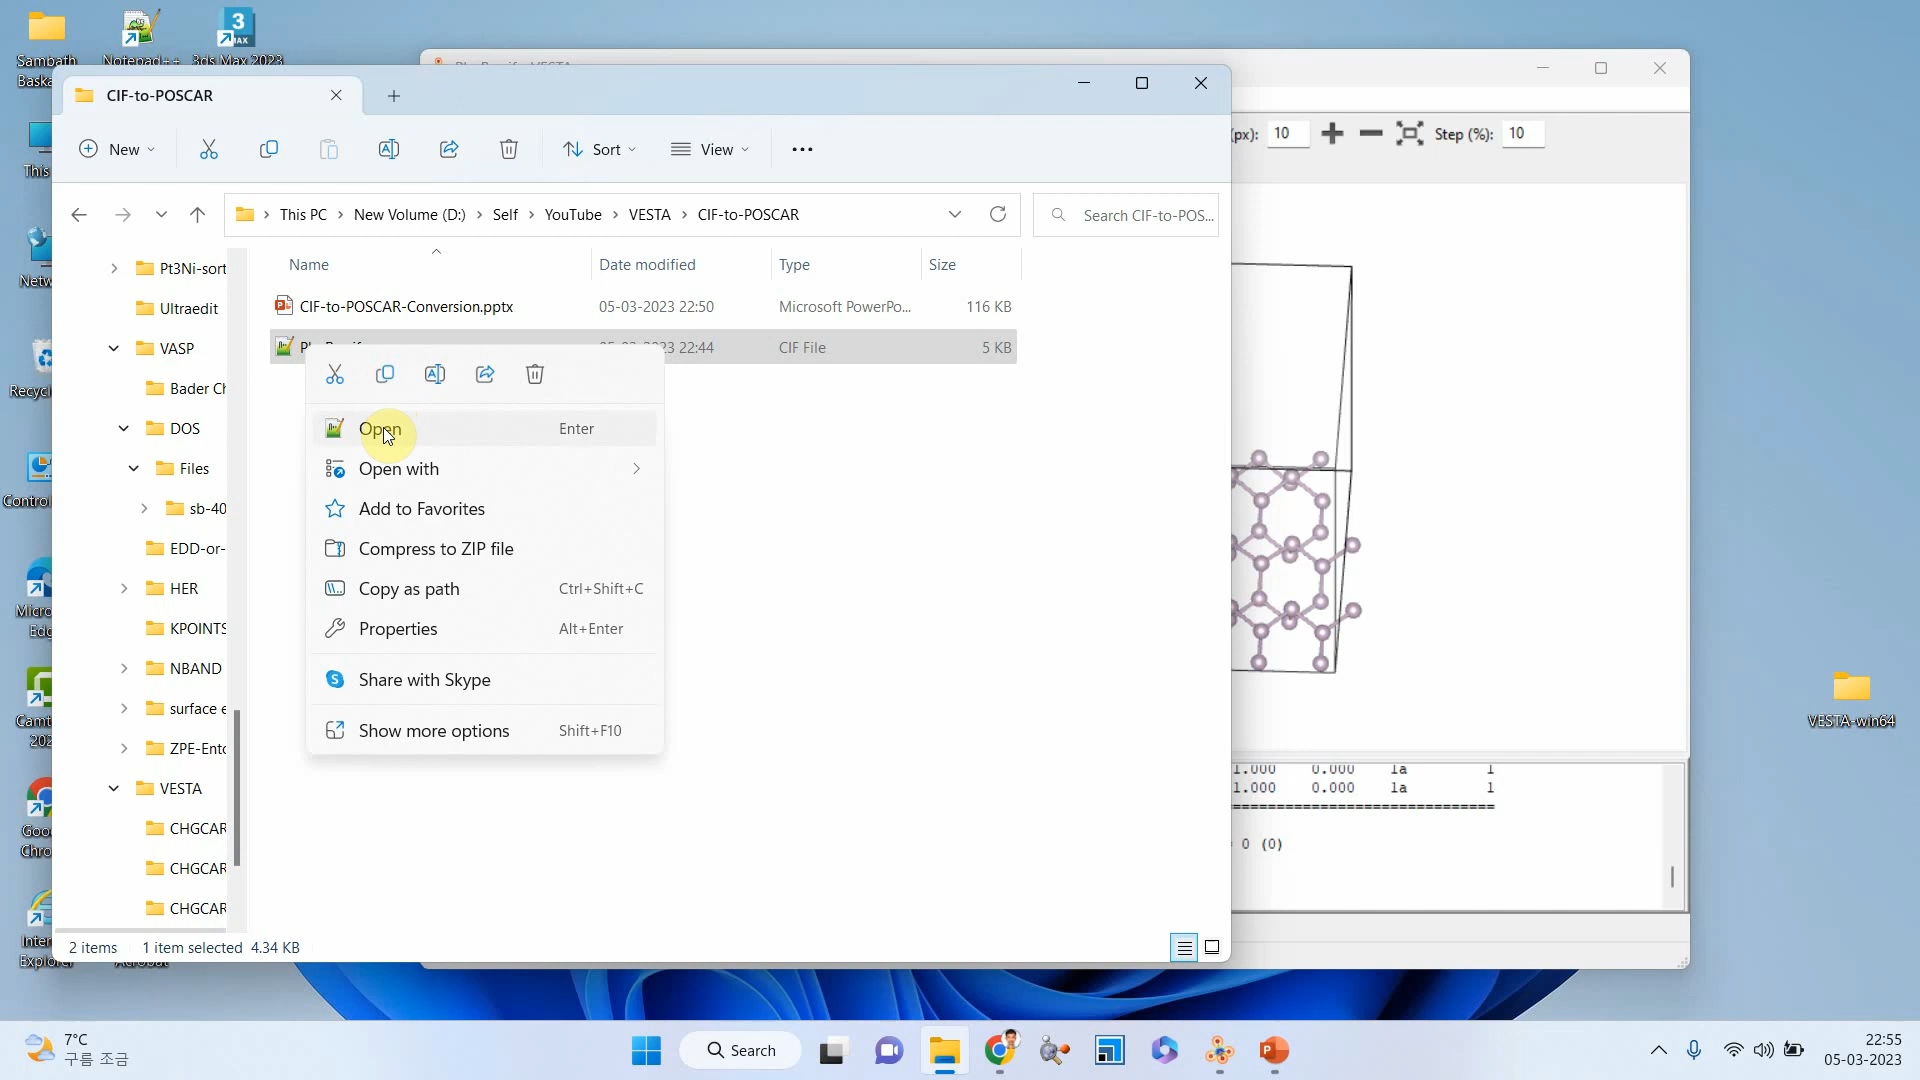 Sambath
Notepad++
3ds Max 2023
Baska
This
Netw
Recycl
Control
Micro
Edg
Camt
202
Goo
Chro
Inter
Explor
Acrobat
CIF-to-POSCAR
New
Sort
View
This PC
New Volume (D:)
Self
YouTube
VESTA
CIF-to-POSCAR
Search CIF-to-POS...
Name
Date modified
Type
Size
CIF-to-POSCAR-Conversion.pptx
05-03-2023 22:50
Microsoft PowerPo...
116 KB
23 22:44
CIF File
5 KB
Pt3Ni-sort
Ultraedit
VASP
Bader Ch
DOS
Files
sb-40
EDD-or-
HER
KPOINTS
NBAND
surface e
ZPE-Entr
VESTA
CHGCAR
CHGCAR
CHGCAR
Open
Enter
Open with
Add to Favorites
Compress to ZIP file
Copy as path
Ctrl+Shift+C
Properties
Alt+Enter
Share with Skype
Show more options
Shift+F10
2 items
1 item selected 4.34 KB
(px):
10
Step (%):
10
1.000 0.000 1a 1
1.000 0.000 1a 1
0 (0)
VESTA-win64
7°C
구름 조금
Search
22:55
05-03-2023